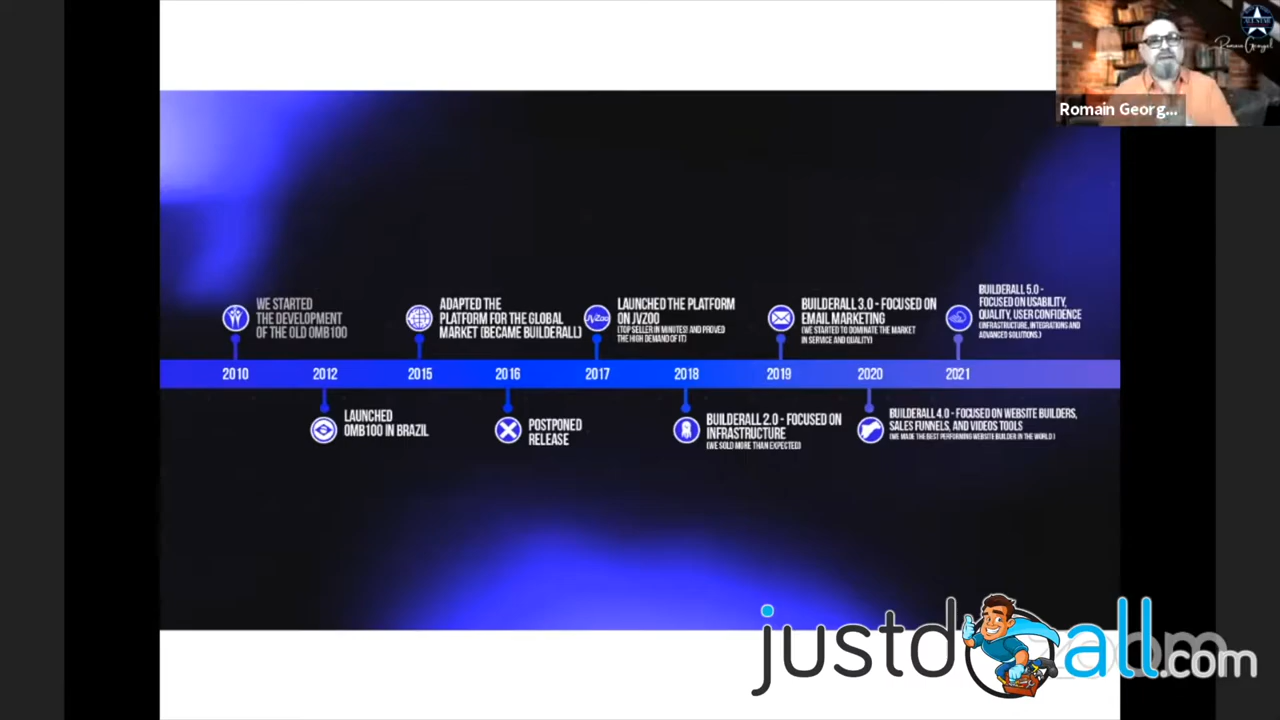 ALL STAR
Romain Georg...
WE STARTED
THE DEVELOPMENT
OF THE OLD OMB100
ADAPTED THE
PLATFORM FOR THE GLOBAL
MARKET (BECAME BUILDERALL)
JVZoo
LAUNCHED THE PLATFORM
ON JVZOO
(TOP SELLER IN MINUTES! AND PROVED
THE HIGH DEMAND OF IT)
BUILDERALL 3.0 - FOCUSED ON
EMAIL MARKETING
(WE STARTED TO DOMINATE THE MARKET
IN SERVICE AND QUALITY)
BUILDERALL 5.0 -
FOCUSED ON USABILITY,
QUALITY, USER CONFIDENCE
(INFRASTRUCTURE, INTEGRATIONS AND
ADVANCED SOLUTIONS.)
2010 2012 2015 2016 2017 2018 2019 2020 2021
LAUNCHED
OMB100 IN BRAZIL
POSTPONED
RELEASE
BUILDERALL 2.0 - FOCUSED ON
INFRASTRUCTURE
(WE SOLD MORE THAN EXPECTED)
BUILDERALL 4.0 - FOCUSED ON WEBSITE BUILDERS,
SALES FUNNELS, AND VIDEOS TOOLS
(WE MADE THE BEST PERFORMING WEBSITE BUILDER IN THE WORLD )
justdoall.com
zoom